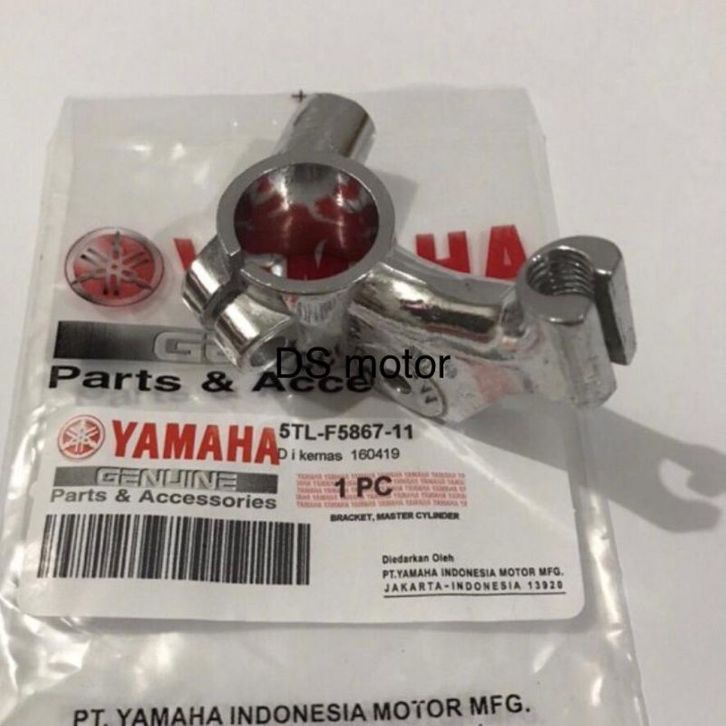 YAMAHA
GENUINE
Parts & Acce
DS motor
YAMAHA
GENUINE
Parts & Accessories
5TL-F5867-11
D i kemas 160419
1 PC
BRACKET, MASTER CYLINDER
Diedarkan Oleh
PT.YAMAHA INDONESIA MOTOR MFG.
JAKARTA-INDONESIA 13920
PT. YAMAHA INDONESIA MOTOR MFG.